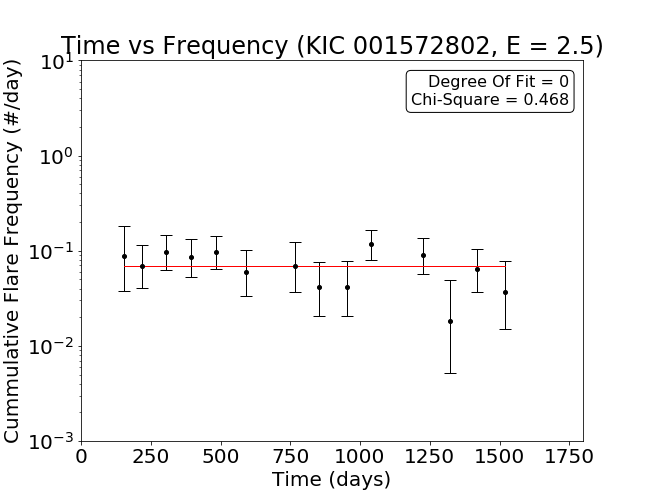 Time vs Frequency (KIC 001572802, E = 2.5)
Degree Of Fit = 0
Chi-Square = 0.468
Cummulative Flare Frequency (#/day)
10^1
10^0
10^-1
10^-2
10^-3
0 250 500 750 1000 1250 1500 1750
Time (days)